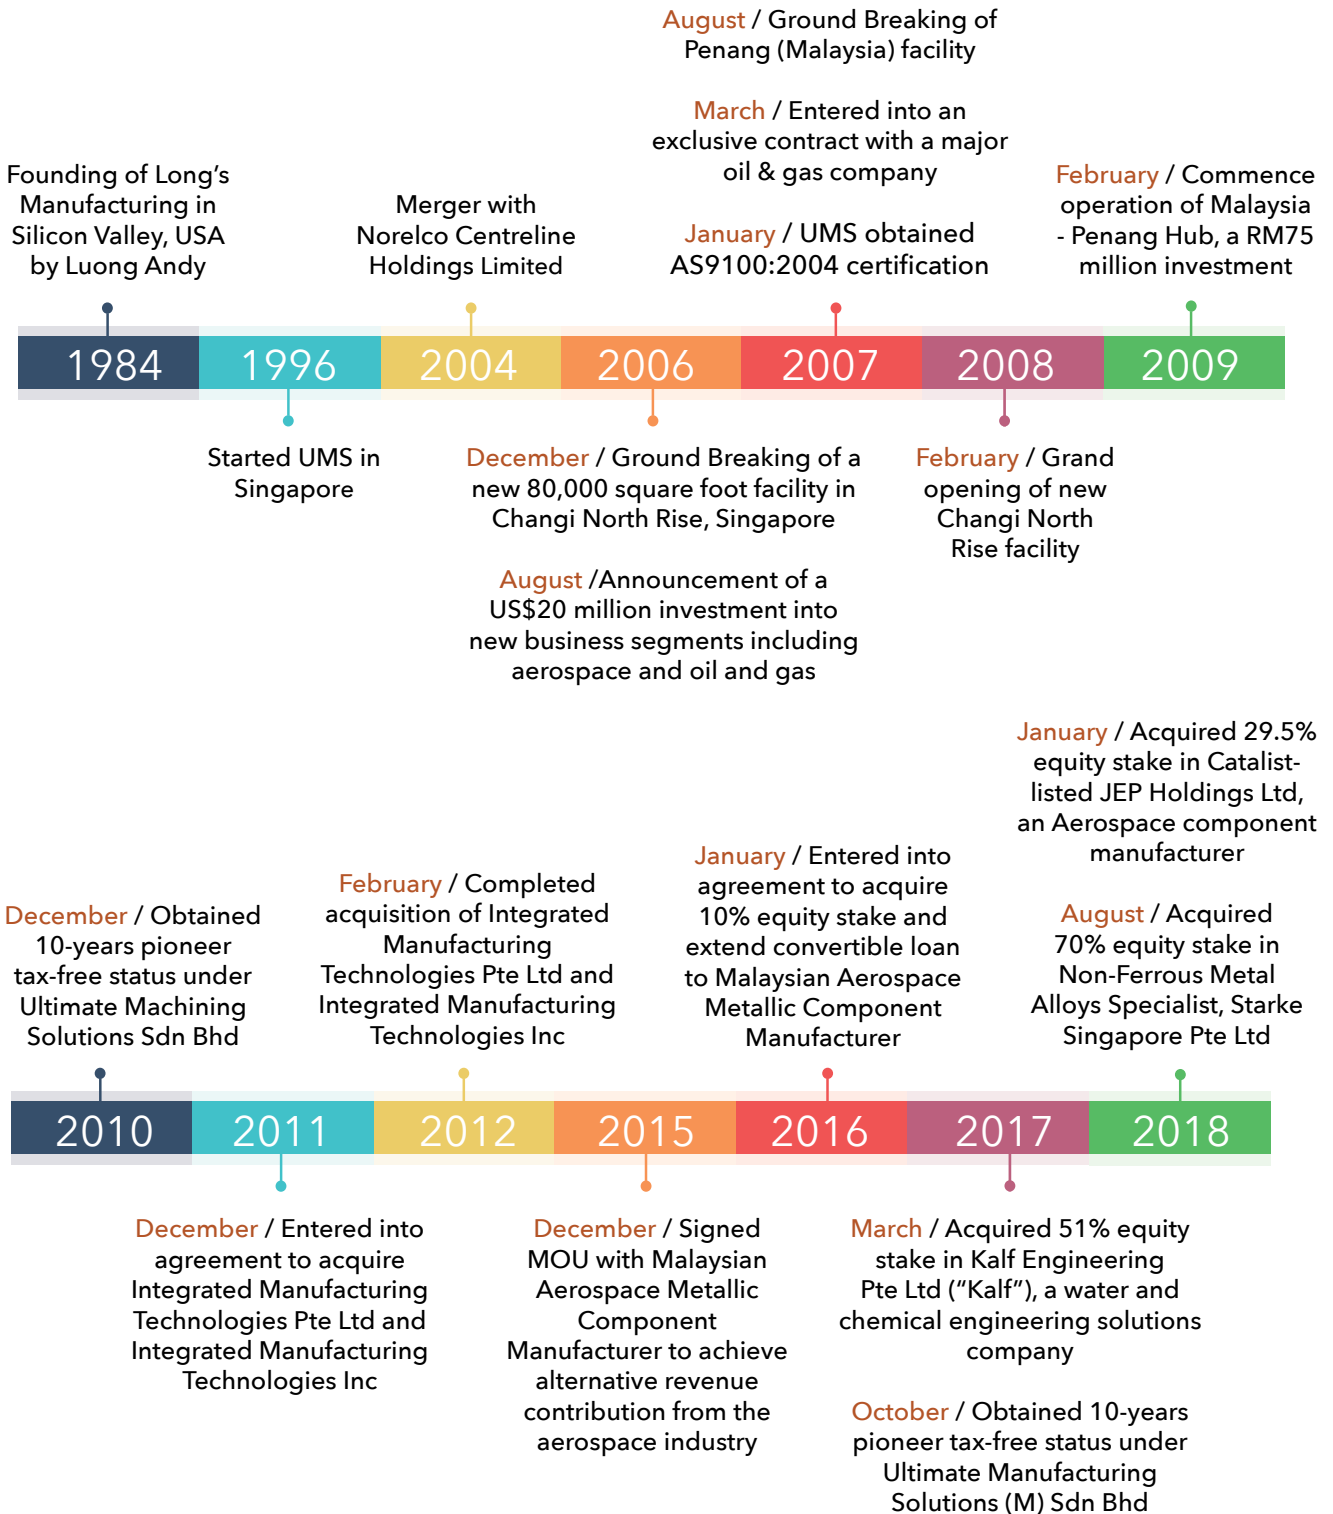 August / Ground Breaking of
Penang (Malaysia) facility
March / Entered into an
exclusive contract with a major
oil & gas company
January / UMS obtained
AS9100:2004 certification
Founding of Long’s
Manufacturing in
Silicon Valley, USA
by Luong Andy
Merger with
Norelco Centreline
Holdings Limited
February / Commence
operation of Malaysia
- Penang Hub, a RM75
million investment
1984
1996
2004
2006
2007
2008
2009
Started UMS in
Singapore
December / Ground Breaking of a
new 80,000 square foot facility in
Changi North Rise, Singapore
August /Announcement of a
US$20 million investment into
new business segments including
aerospace and oil and gas
February / Grand
opening of new
Changi North
Rise facility
December / Obtained
10-years pioneer
tax-free status under
Ultimate Machining
Solutions Sdn Bhd
February / Completed
acquisition of Integrated
Manufacturing
Technologies Pte Ltd and
Integrated Manufacturing
Technologies Inc
January / Entered into
agreement to acquire
10% equity stake and
extend convertible loan
to Malaysian Aerospace
Metallic Component
Manufacturer
January / Acquired 29.5%
equity stake in Catalist-
listed JEP Holdings Ltd,
an Aerospace component
manufacturer
August / Acquired
70% equity stake in
Non-Ferrous Metal
Alloys Specialist, Starke
Singapore Pte Ltd
2010
2011
2012
2015
2016
2017
2018
December / Entered into
agreement to acquire
Integrated Manufacturing
Technologies Pte Ltd and
Integrated Manufacturing
Technologies Inc
December / Signed
MOU with Malaysian
Aerospace Metallic
Component
Manufacturer to achieve
alternative revenue
contribution from the
aerospace industry
March / Acquired 51% equity
stake in Kalf Engineering
Pte Ltd (“Kalf”), a water and
chemical engineering solutions
company
October / Obtained 10-years
pioneer tax-free status under
Ultimate Manufacturing
Solutions (M) Sdn Bhd